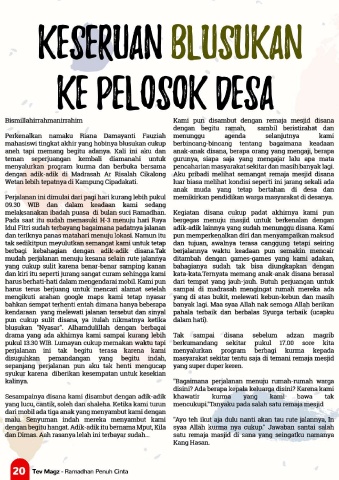 KESERUAN BLUSUKAN
KE PELOSOK DESA
Bismillahirrahmanirrahim
Perkenalkan namaku Riana Damayanti Fauziah
mahasiswi tingkat akhir yang hobinya blusukan cukup
aneh tapi memang begitu adanya. Kali ini aku dan
teman seperjuangan kembali diamanahi untuk
menyalurkan program kurma dan berbuka bersama
dengan adik-adik di Madrasah Ar Risalah Cikalong
Wetan lebih tepatnya di Kampung Cipadakati.
Perjalanan ini dimulai dari pagi hari kurang lebih pukul
09.30 WIB dan dalam keadaan kami sedang
melaksanakan ibadah puasa di bulan suci Ramadhan.
Pada saat itu sudah memasuki H-3 menuju hari Raya
Idul Fitri sudah terbayang bagaimana padatnya jalanan
dan teriknya panas matahari menuju lokasi. Namun itu
tak sedikitpun menyulutkan semangat kami untuk tetap
berbagi kebahagian dengan adik-adik disana.Tak
mudah perjalanan menuju kesana selain rute jalannya
yang cukup sulit karena benar-benar samping kanan
dan kiri itu seperti jurang sangat curam sehingga kami
harus berhati-hati dalam mengendarai mobil. Kami pun
harus terus berjuang untuk mencari alamat setelah
mengikuti arahan google maps kami tetap nyasar
bahkan sempat terhenti entah dimana hanya beberapa
kendaraan yang melewati jalanan tersebut dan sinyal
pun cukup sulit disana, ya itulah nikmatnya ketika
blusukan "Nyasar". Alhamdulillah dengan berbagai
drama yang ada akhirnya kami sampai kurang lebih
pukul 13.30 WIB. Lumayan cukup memakan waktu tapi
perjalanan ini tak begitu terasa karena kami
disuguhkan pemandangan yang begitu indah,
sepanjang perjalanan pun aku tak henti mengucap
syukur karena diberikan kesempatan untuk kesekian
kalinya.
Sesampainya disana kami disambut dengan adik-adik
yang lucu, cantik, soleh dan shaleha. Ketika kami turun
dari mobil ada tiga anak yang menyambut kami dengan
malu. Senyuman indah mereka menyambut kami
dengan begitu hangat. Adik-adik itu bernama Miyut, Kila
dan Dimas. Auh rasanya lelah ini terbayar sudah...
Kami pun disambut dengan remaja mesjid disana
dengan begitu ramah, sambil beristirahat dan
menunggu agenda selanjutnya kami
berbincang-bincang tentang bagaimana keadaan
anak-anak disana, berapa orang yang mengaji, berapa
gurunya, siapa saja yang mengajar lalu apa mata
pencaharian masyarakat sekitar dan masih banyak lagi.
Aku pribadi melihat semangat remaja mesjid disana
luar biasa melihat kondisi seperti ini jarang sekali ada
anak muda yang tetap bertahan di desa dan
memikirkan pendidikan warga masyarakat di desanya.
Kegiatan disana cukup padat akhirnya kami pun
bergegas menuju masjid untuk berkenalan dengan
adik-adik lainnya yang sudah menunggu disana. Kami
pun memperkenalkan diri dan menyampaikan maksud
dan tujuan, awalnya terasa canggung tetapi seiring
berjalannya waktu keadaan pun semakin mencair
ditambah dengan games-games yang kami adakan,
bahagianya sudah tak bisa diungkapkan dengan
kata-kata.Ternyata memang anak-anak disana berasal
dari tempat yang jauh-jauh. Butuh perjuangan untuk
sampai di madrasah mengingat rumah mereka ada
yang di atas bukit, melewati kebun-kebun dan masih
banyak lagi. Maa syaa Allah tak semoga Allah berikan
pahala terbaik dan berbalas Syurga terbaik (ucapku
dalam hati).
Tak sampai disana sebelum adzan magrib
berkumandang sekitar pukul 17.00 sore kita
menyalurkan program berbagi kurma kepada
masyarakat sekitar tentu saja di temani remaja mesjid
yang super duper keren.
"Bagaimana perjalanan menuju rumah-rumah warga
disini? Ada berapa kepala keluarga disini? Karena kami
khawatir kurma yang kami bawa tak
mencukupi."Tanyaku pada salah satu remaja mesjid
"Ayo teh ikut aja dulu nanti akan tau rute jalannya, In
syaa Allah kurma nya cukup." Jawaban santai salah
satu remaja masjid di sana yang seingatku namanya
Kang Hasan.
20 Tev Magz - Ramadhan Penuh Cinta